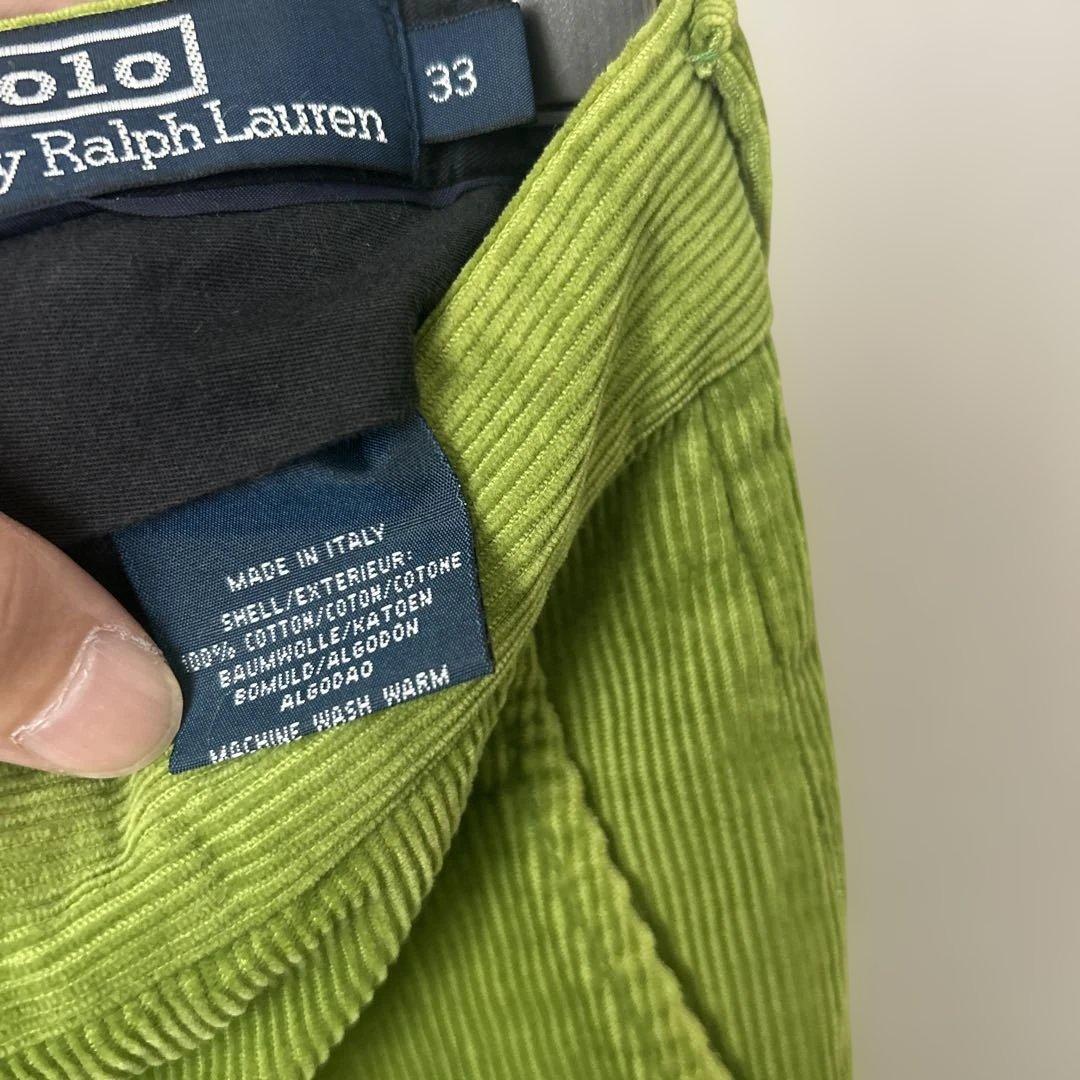 olo
y Ralph Lauren
33
MADE IN ITALY
SHELL/EXTERIEUR:
100% COTTON/COTON/COTONE
BAUMWOLLE/KATOEN
BOMULD/ALGODON
ALGODAO
MACHINE WASH WARM